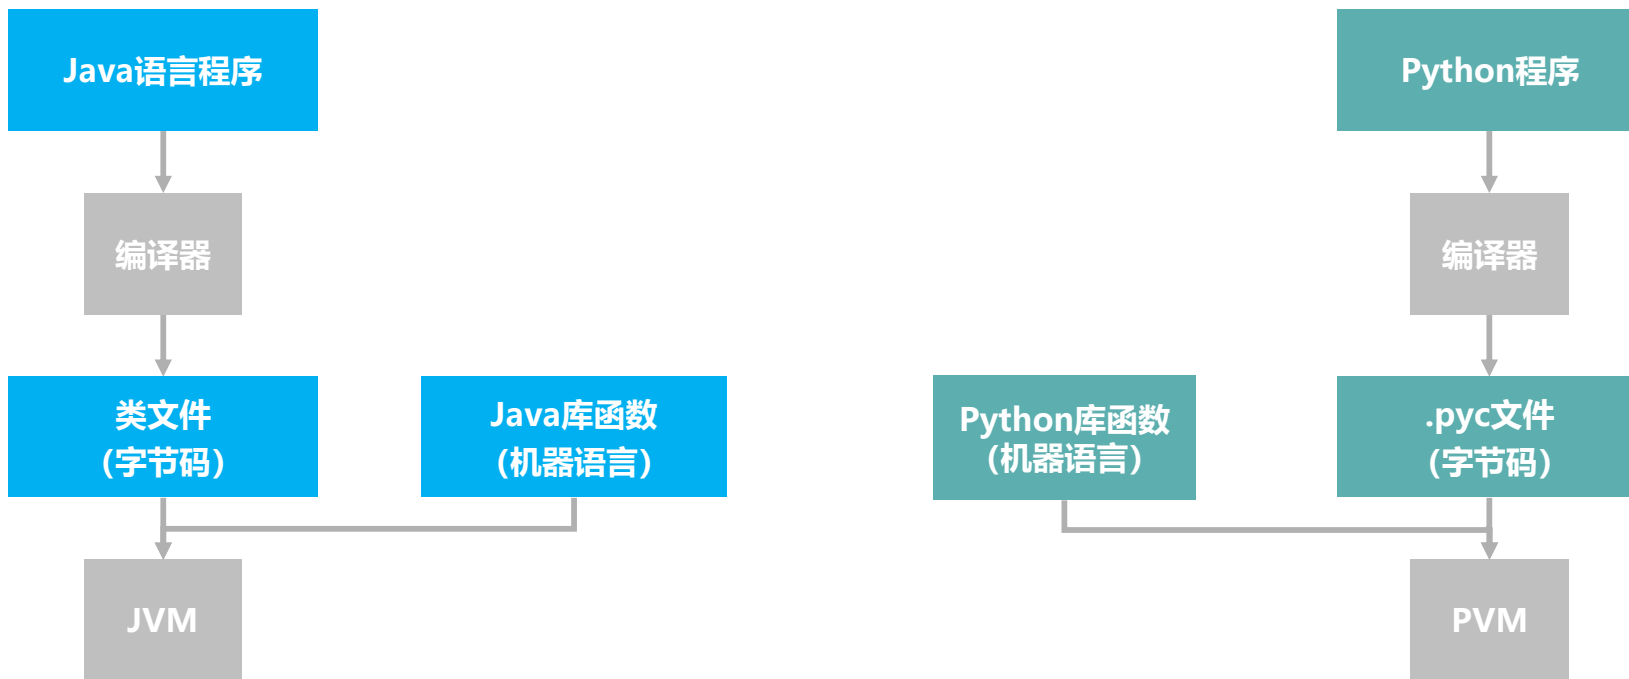 Java语言程序
Python程序
编译器
编译器
类文件
（字节码）
Java库函数
（机器语言）
Python库函数
（机器语言）
.pyc文件
（字节码）
JVM
PVM